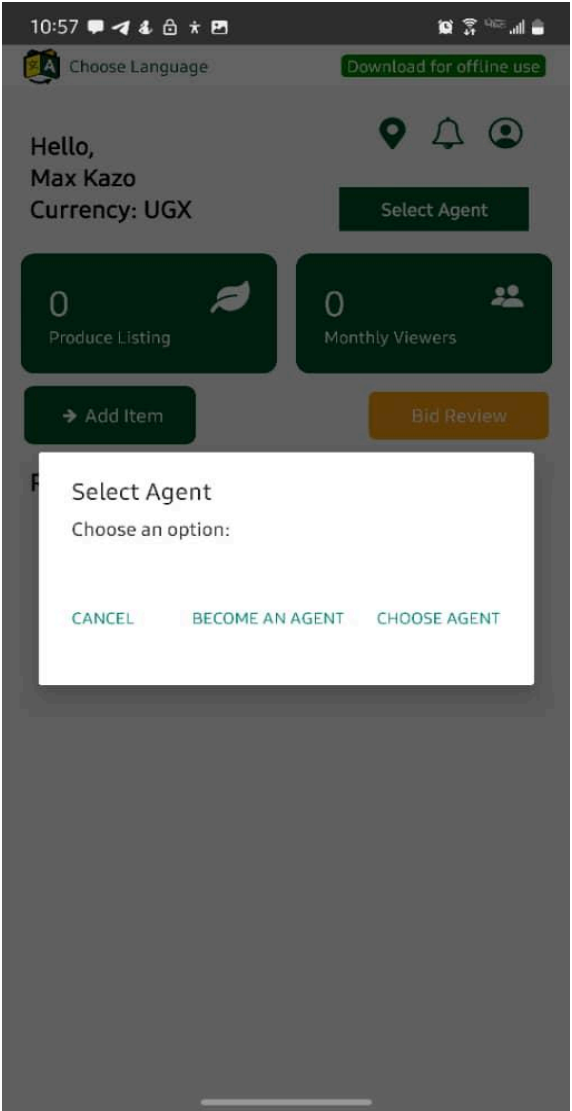 10:57
Choose Language
Download for offline use
Hello,
Max Kazo
Currency: UGX
Select Agent
0
Produce Listing
0
Monthly Viewers
Add Item
Bid Review
Select Agent
Choose an option:
CANCEL BECOME AN AGENT CHOOSE AGENT